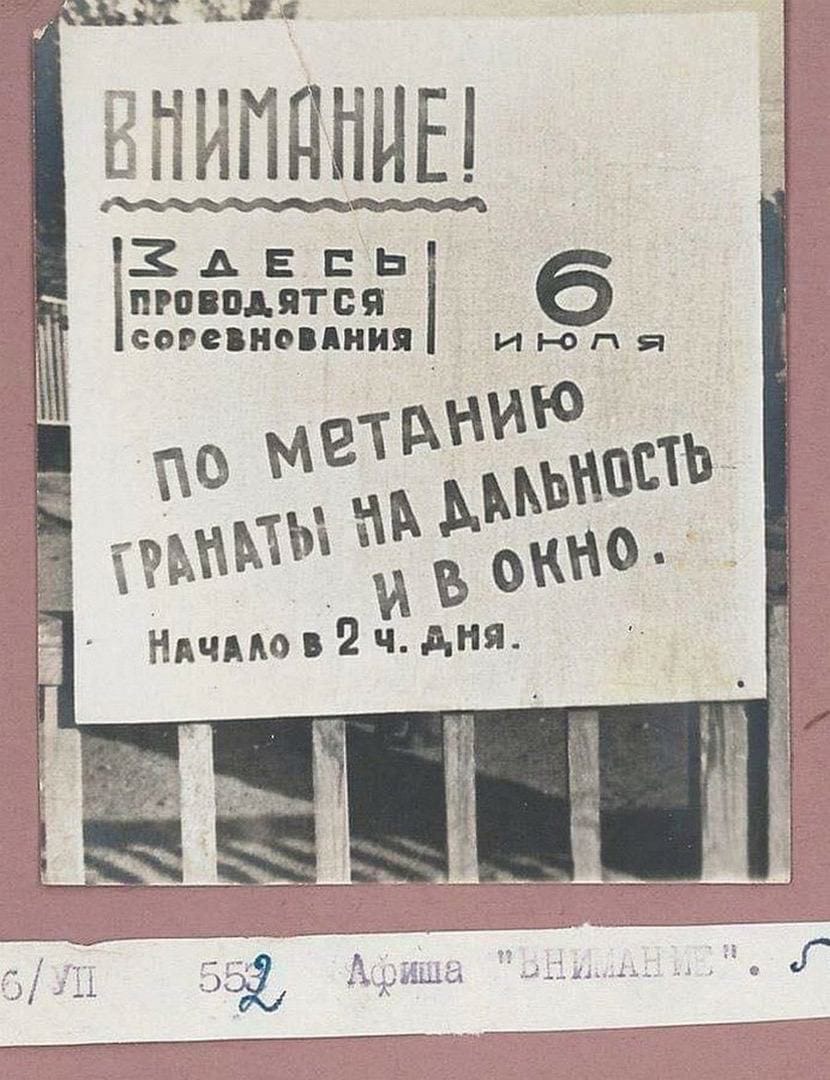 ВНИМАНИЕ!
ЗДЕСЬ
ПРОВОДЯТСЯ
СОРЕВНОВАНИЯ
6
ИЮЛЯ
ПО МЕТАНИЮ
ГРАНАТЫ НА ДАЛЬНОСТЬ
И В ОКНО.
НАЧАЛО В 2 Ч. ДНЯ.
6/УП 552 Афиша "ВНИМАНИЕ".